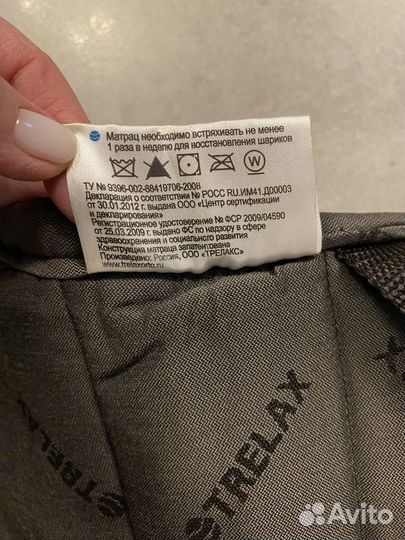 Матрац необходимо встряхивать не менее
1 раза в неделю для восстановления шариков
W
ТУ № 9396-002-88419706-2008
Декларация о соответствии № РОСС RU.ИМ41.Д00003
от 30.01.2012 г. выдано ООО «Центр сертификации
и декларирования»
Регистрационное удостоверение № ФСР 2009/04590
от 25.03.2009 г. выдано ФС по надзору в сфере
здравоохранения и социального развития
Конструкция матраца запатентована
Произведено: Россия, ООО «ТРЕЛАКС»
www.trelaxorto.ru
TRELAX
TRELAX
Avito